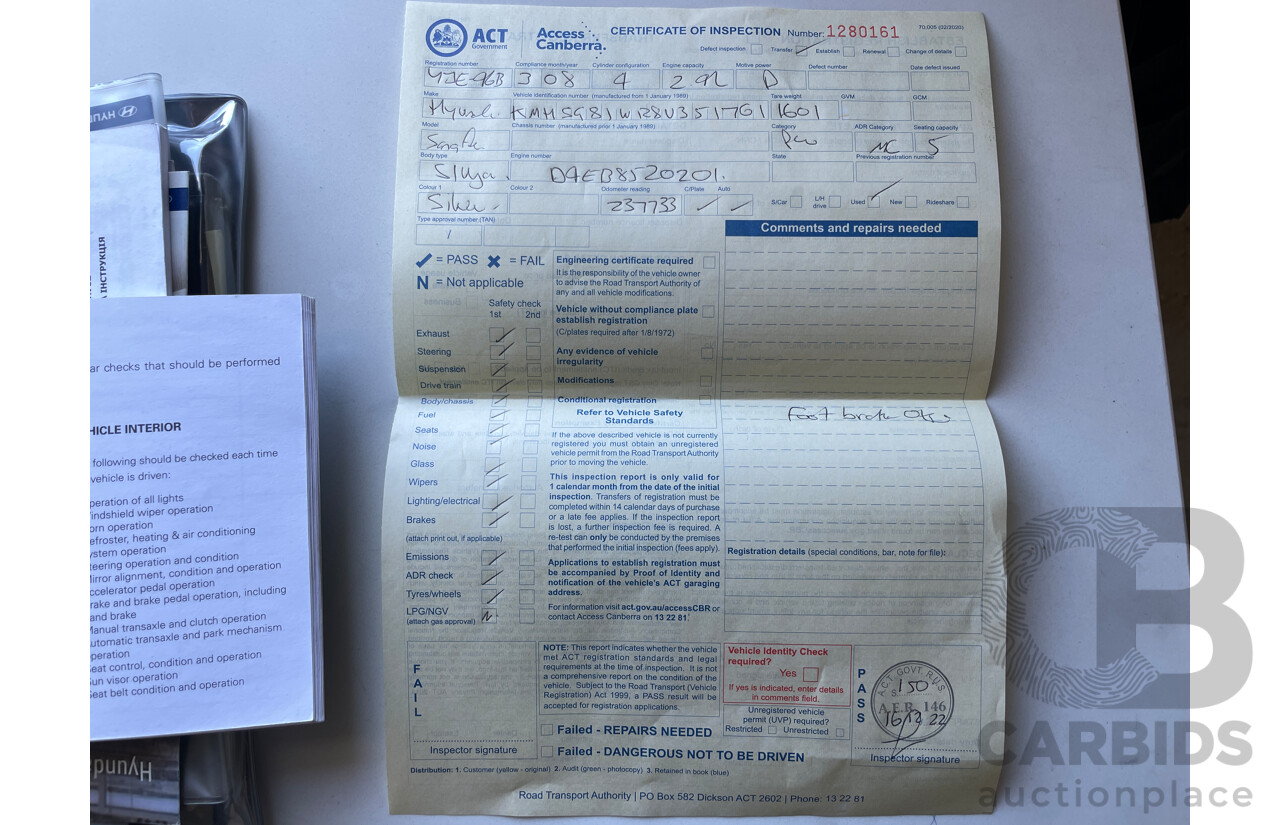 HYUND
ІНСТРУКЦІЯ
ar checks that should be performed
HICLE INTERIOR
following should be checked each time
vehicle is driven:
peration of all lights
indshield wiper operation
orn operation
efroster, heating & air conditioning
ystem operation
teering operation and condition
irror alignment, condition and operation
ccelerator pedal operation
rake and brake pedal operation, including
and brake
Manual transaxle and clutch operation
utomatic transaxle and park mechanism
peration
eat control, condition and operation
un visor operation
eat belt condition and operation
Hyund
ACT
Government
Access
Canberra.
CERTIFICATE OF INSPECTION Number: 1280161
70.006 (02/2020)
Defect inspection Transfer Establish Renewal Change of details
Registration number Compliance month/year Cylinder configuration Engine capacity Motive power Defect number Date defect issued
3 08 4 2.2L D
Make Vehicle identification number (manufactured from 1 January 1989) Tare weight GVM GCM
1601
Model Chassis number (manufactured prior 1 January 1989) Category ADR Category Seating capacity
MC 5
Body type Engine number State Previous registration number
D4EB8520201.
Colour 1 Colour 2 Odometer reading C/Plate Auto
237733
S/Car L/H drive Used New Rideshare
Type approval number (TAN)
Comments and repairs needed
Foot brake Ok
= PASS = FAIL
N = Not applicable
Safety check
1st 2nd
Exhaust
Steering
Suspension
Drive train
Body/chassis
Fuel
Seats
Noise
Glass
Wipers
Lighting/electrical
Brakes
(attach print out, if applicable)
Emissions
ADR check
Tyres/wheels
LPG/NGV N
(attach gas approval)
Engineering certificate required
It is the responsibility of the vehicle owner
to advise the Road Transport Authority of
any and all vehicle modifications.
Vehicle without compliance plate
establish registration
(C/plates required after 1/8/1972)
Any evidence of vehicle
irregularity
Modifications
Conditional registration
Refer to Vehicle Safety
Standards
If the above described vehicle is not currently
registered you must obtain an unregistered
vehicle permit from the Road Transport Authority
prior to moving the vehicle.
This inspection report is only valid for
1 calendar month from the date of the initial
inspection. Transfers of registration must be
completed within 14 calendar days of purchase
or a late fee applies. If the inspection report
is lost, a further inspection fee is required. A
re-test can only be conducted by the premises
that performed the initial inspection (fees apply).
Applications to establish registration must
be accompanied by Proof of Identity and
notification of the vehicle's ACT garaging
address.
For information visit act.gov.au/accessCBR or
contact Access Canberra on 13 22 81.
Registration details (special conditions, bar, note for file):
FAIL
Inspector signature
NOTE: This report indicates whether the vehicle
met ACT registration standards and legal
requirements at the time of inspection. It is not
a comprehensive report on the condition of the
vehicle. Subject to the Road Transport (Vehicle
Registration) Act 1999, a PASS result will be
accepted for registration applications.
Failed - REPAIRS NEEDED
Failed - DANGEROUS NOT TO BE DRIVEN
Vehicle Identity Check
required?
Yes
If yes is indicated, enter details
in comments field.
Unregistered vehicle
permit (UVP) required?
Restricted Unrestricted
PASS
A.C.T. GOVT R.U.S
150
A.E.R. 146
16/12/22
Inspector signature
Distribution: 1. Customer (yellow - original) 2. Audit (green - photocopy) 3. Retained in book (blue)
Road Transport Authority | PO Box 582 Dickson ACT 2602 | Phone: 13 22 81
CARBIDS
auctionplace